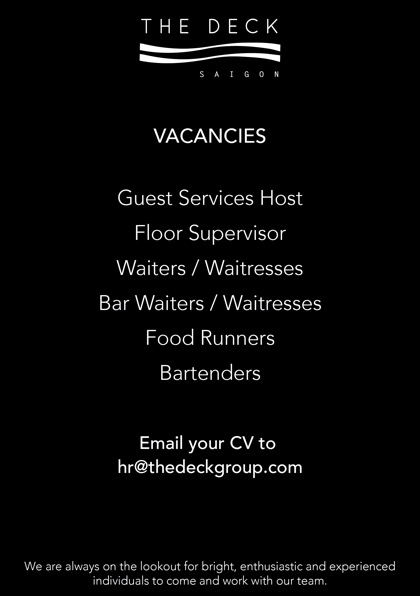 THE DECK
SAIGON
VACANCIES
Guest Services Host
Floor Supervisor
Waiters / Waitresses
Bar Waiters / Waitresses
Food Runners
Bartenders
Email your CV to
hr@thedeckgroup.com
We are always on the lookout for bright, enthusiastic and experienced
individuals to come and work with our team.